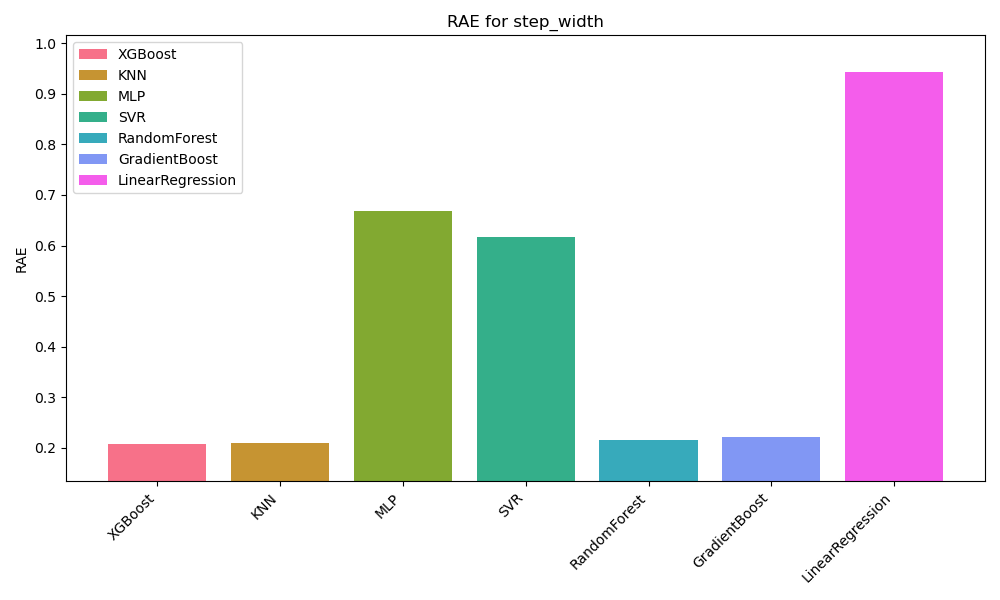 RAE for step_width
XGBoost
KNN
MLP
SVR
RandomForest
GradientBoost
LinearRegression
RAE
1.0
0.9
0.8
0.7
0.6
0.5
0.4
0.3
0.2
XGBoost
KNN
MLP
SVR
RandomForest
GradientBoost
LinearRegression